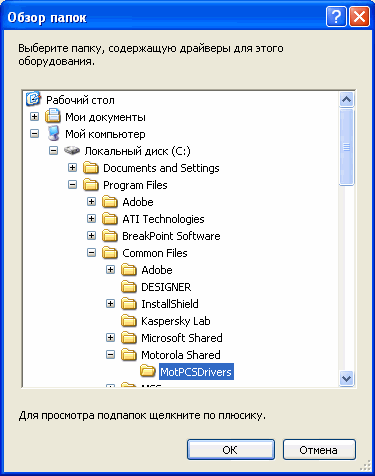 Обзор папок
Выберите папку, содержащую драйверы для этого
оборудования.
Рабочий стол
Мои документы
Мой компьютер
Локальный диск (C:)
Documents and Settings
Program Files
Adobe
ATI Technologies
BreakPoint Software
Common Files
Adobe
DESIGNER
InstallShield
Kaspersky Lab
Microsoft Shared
Motorola Shared
MotPCSDrivers
Для просмотра подпапок щелкните по плюсику.
ОК
Отмена